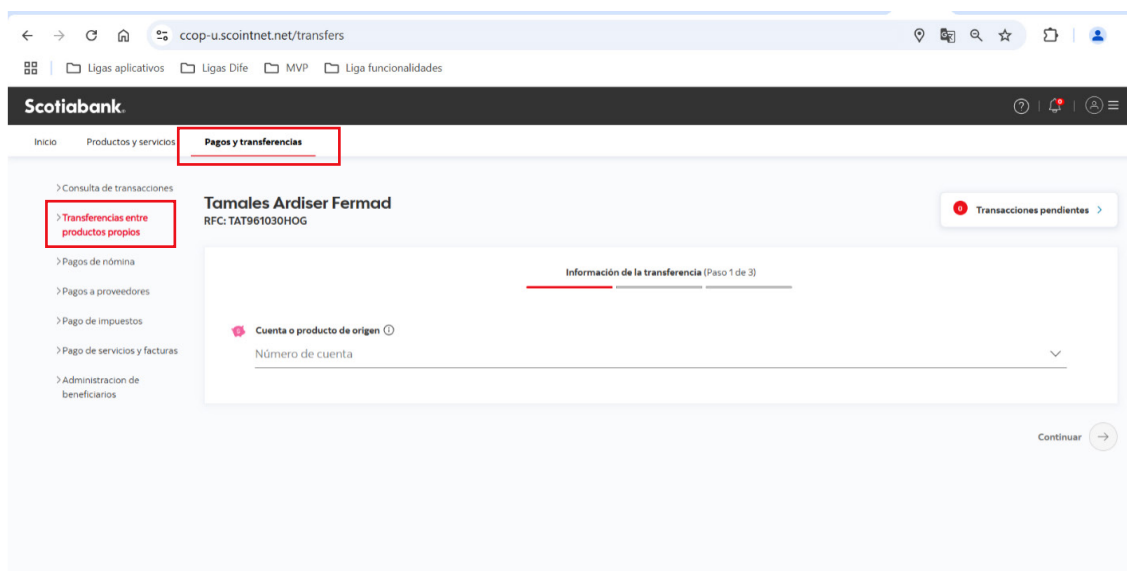 ccop-u.scointnet.net/transfers
Ligas aplicativos Ligas Dife MVP Liga funcionalidades
Scotiabank.
Inicio Productos y servicios Pagos y transferencias
>Consulta de transacciones
>Transferencias entre
productos propios
>Pagos de nómina
>Pagos a proveedores
>Pago de impuestos
>Pago de servicios y facturas
>Administracion de
beneficiarios
Tamales Ardiser Fermad
RFC: TAT961030HOG
0 Transacciones pendientes >
Información de la transferencia (Paso 1 de 3)
Cuenta o producto de origen
Número de cuenta
Continuar